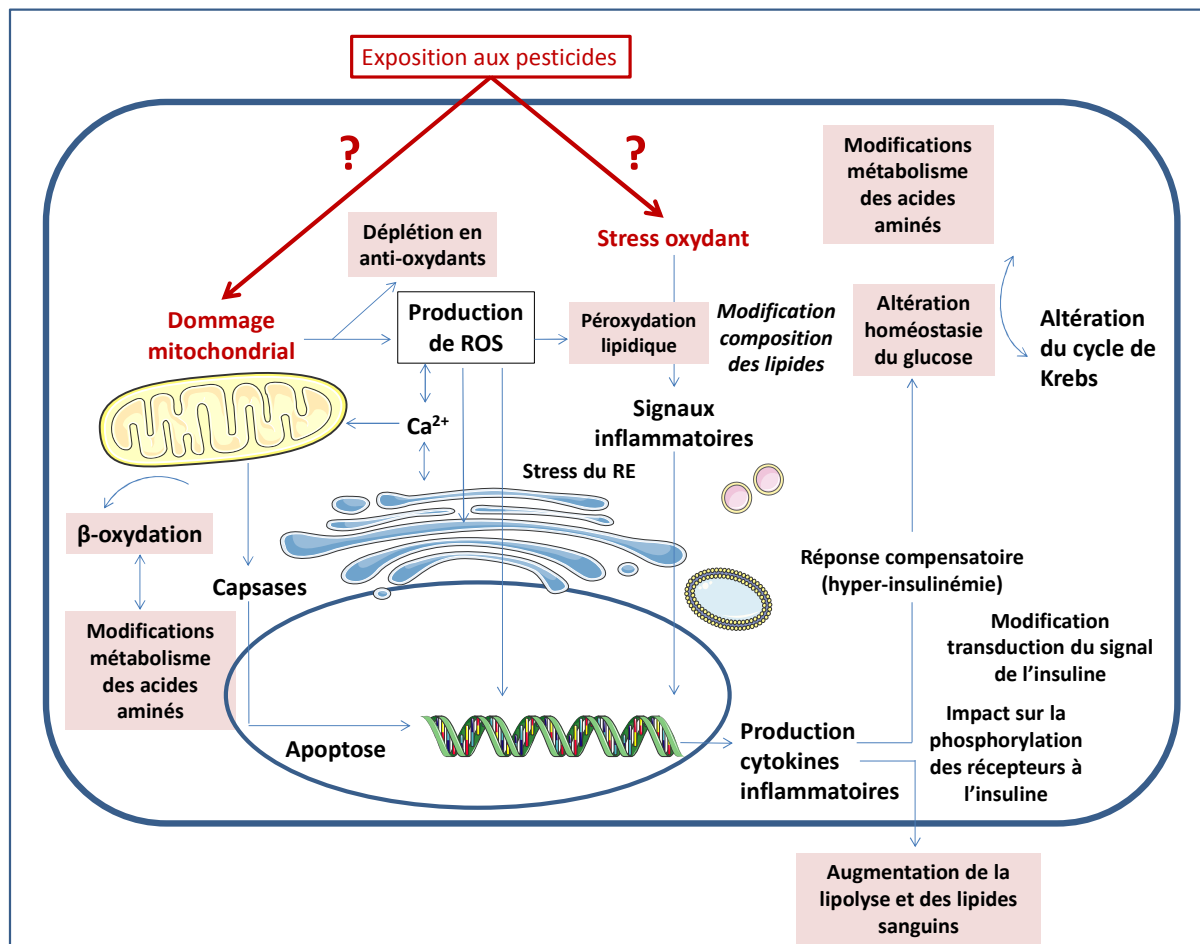 Exposition aux pesticides
?
?
Modifications
métabolisme
des acides
aminés
Déplétion en
anti-oxydants
Stress oxydant
Dommage
mitochondrial
Production
de ROS
Péroxydation
lipidique
Modification
composition
des lipides
Altération
homéostasie
du glucose
Altération
du cycle de
Krebs
Ca²⁺
Signaux
inflammatoires
Stress du RE
β-oxydation
Capsases
Réponse compensatoire
(hyper-insulinémie)
Modifications
métabolisme
des acides
aminés
Modification
transduction du signal
de l’insuline
Apoptose
Production
cytokines
inflammatoires
Impact sur la
phosphorylation
des récepteurs à
l’insuline
Augmentation de la
lipolyse et des lipides
sanguins